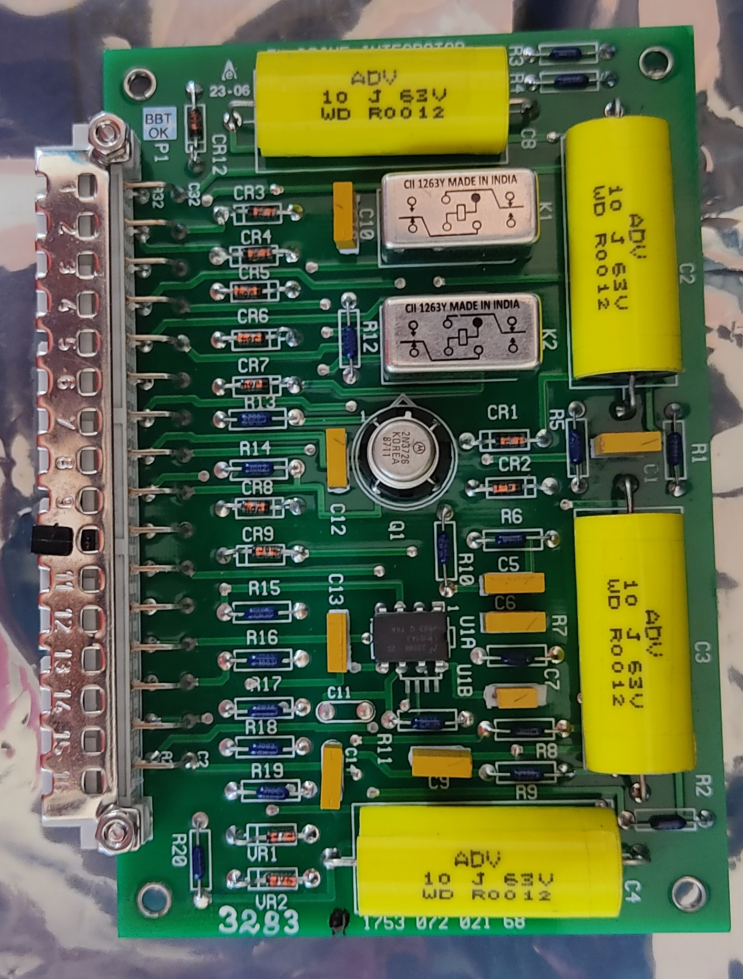 R3
R4
23-06
BBT
OK
P1
CR12
ADV
10 J 63V
WD R0012
C8
C32
CR3
C10
CII 1263Y MADE IN INDIA
K1
CR4
CR5
CII 1263Y MADE IN INDIA
K2
CR6
R12
CR7
ADV
10 J 63V
WD R0012
C2
R13
R14
CR8
C12
1
2N3726
KOREA
8711
Q1
CR1
CR2
R5
C1
R1
CR9
R10
R6
C5
C6
R7
C7
R15
R16
C13
1
U1A
U1B
R17
R18
R19
C11
R11
C9
R8
R9
ADV
10 J 63V
WD R0012
C3
R2
R20
VR1
VR2
ADV
10 J 63V
WD R0012
C4
3283
1753 072 021 68
1
2
3
4
5
6
7
8
9
11
12
13
14
15